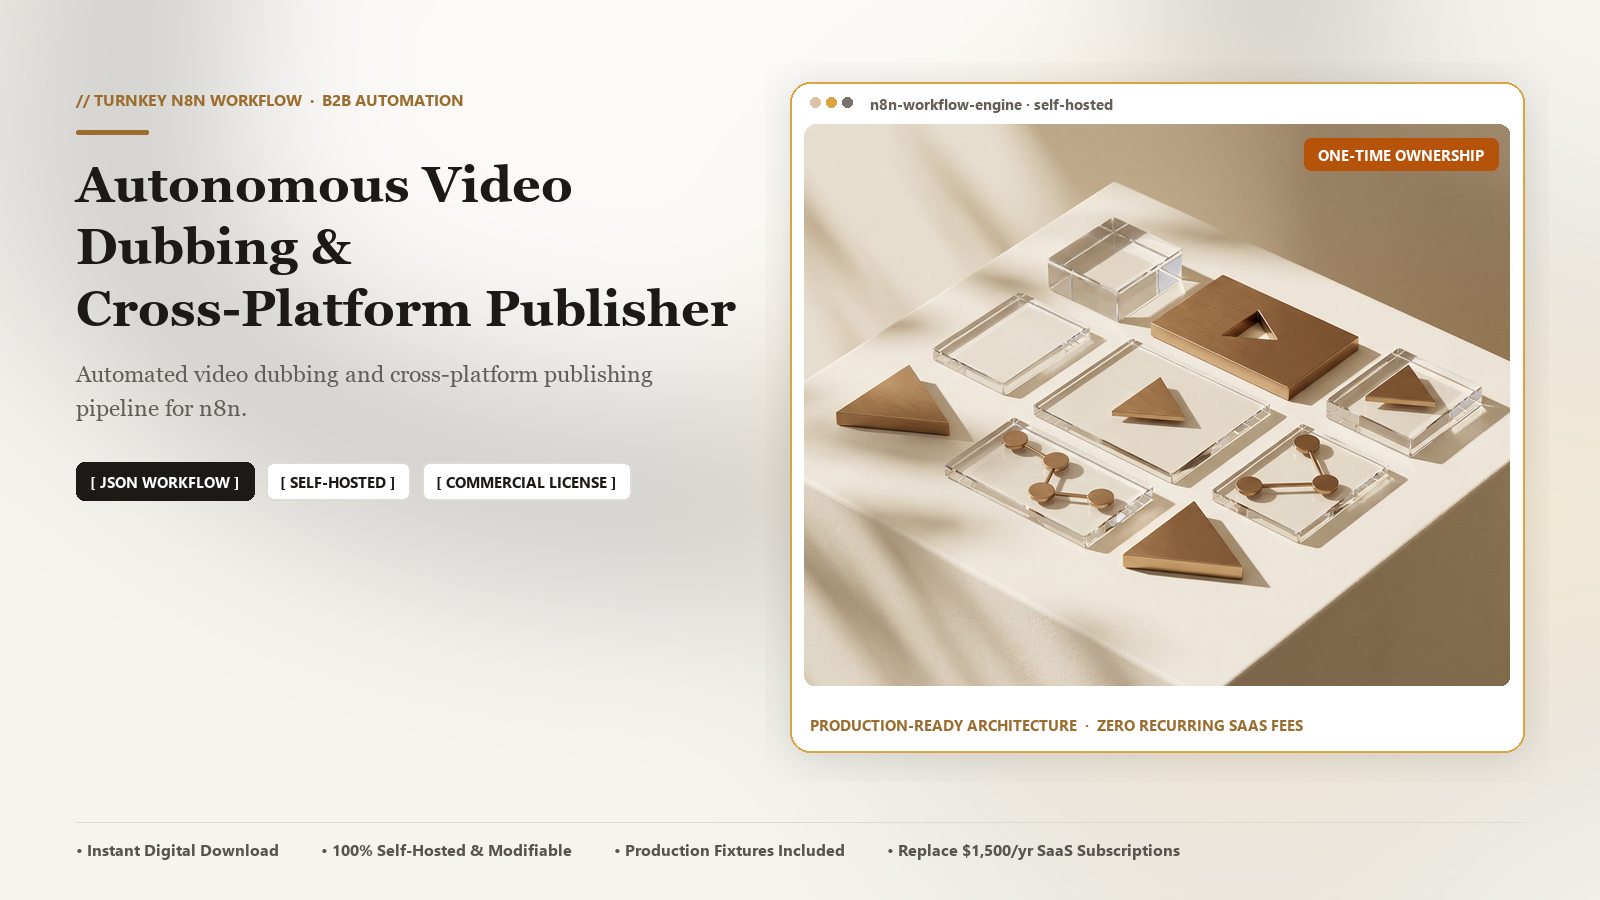 // TURNKEY N8N WORKFLOW · B2B AUTOMATION
Autonomous Video
Dubbing &
Cross-Platform Publisher
Automated video dubbing and cross-platform publishing
pipeline for n8n.
[ JSON WORKFLOW ]
[ SELF-HOSTED ]
[ COMMERCIAL LICENSE ]
n8n-workflow-engine · self-hosted
ONE-TIME OWNERSHIP
PRODUCTION-READY ARCHITECTURE · ZERO RECURRING SAAS FEES
• Instant Digital Download
• 100% Self-Hosted & Modifiable
• Production Fixtures Included
• Replace $1,500/yr SaaS Subscriptions